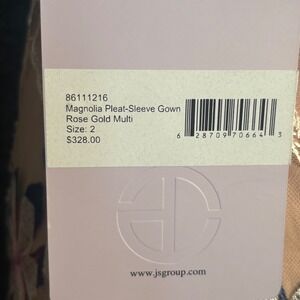 86111216
Magnolia Pleat-Sleeve Gown
Rose Gold Multi
Size: 2
$328.00
6 28709 70664 3
www.jsgroup.com